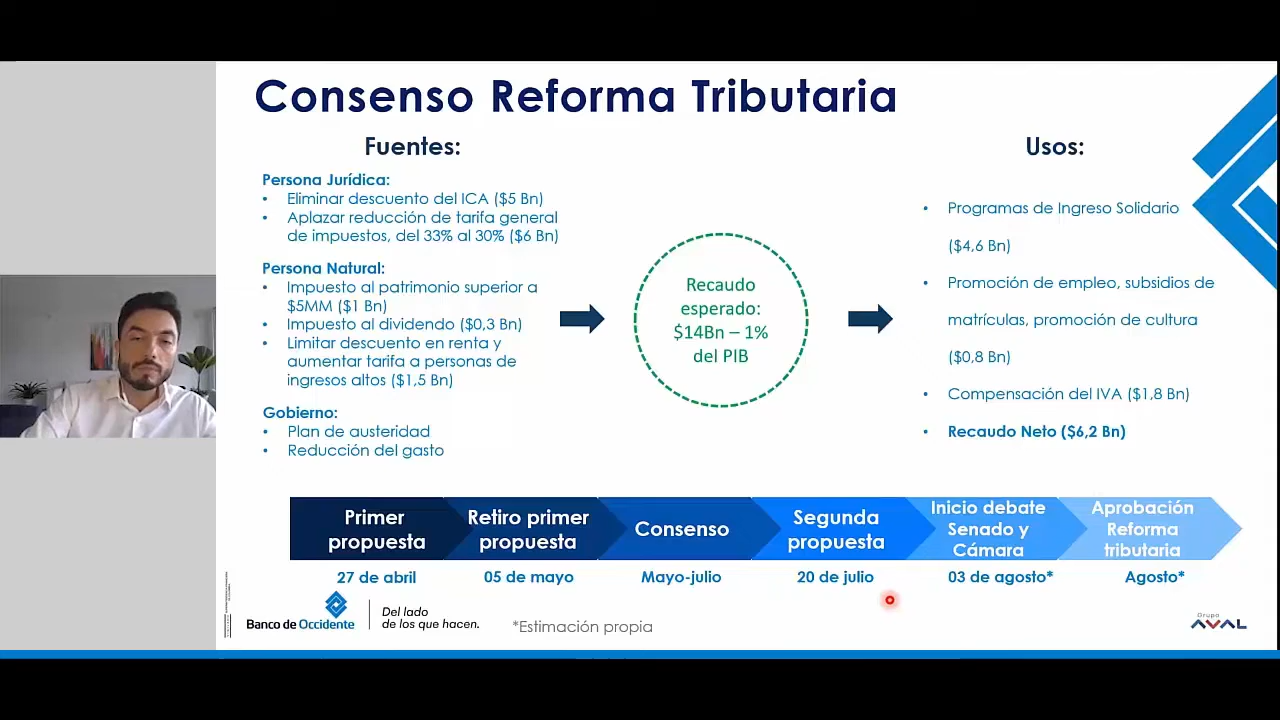 Consenso Reforma Tributaria
Fuentes:
Persona Jurídica:
• Eliminar descuento del ICA ($5 Bn)
• Aplazar reducción de tarifa general
de impuestos, del 33% al 30% ($6 Bn)
Persona Natural:
• Impuesto al patrimonio superior a
$5MM ($1 Bn)
• Impuesto al dividendo ($0,3 Bn)
• Limitar descuento en renta y
aumentar tarifa a personas de
ingresos altos ($1,5 Bn)
Gobierno:
• Plan de austeridad
• Reducción del gasto
Recaudo
esperado:
$14Bn – 1%
del PIB
Usos:
• Programas de Ingreso Solidario
($4,6 Bn)
• Promoción de empleo, subsidios de
matrículas, promoción de cultura
($0,8 Bn)
• Compensación del IVA ($1,8 Bn)
• Recaudo Neto ($6,2 Bn)
Primer
propuesta
Retiro primer
propuesta
Consenso
Segunda
propuesta
Inicio debate
Senado y
Cámara
Aprobación
Reforma
tributaria
27 de abril
05 de mayo
Mayo-julio
20 de julio
03 de agosto*
Agosto*
Banco de Occidente
Del lado
de los que hacen.
*Estimación propia
Grupo
AVAL